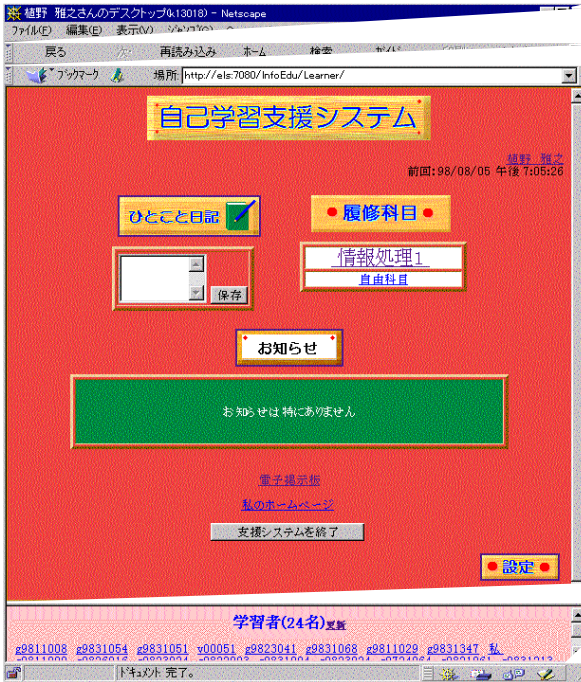 植野 雅之さんのデスクトップ(k13018) - Netscape
ファイル(F) 編集(E) 表示(V) ジャンプ(G)
戻る 再読み込み ホーム 検索 ガイド
ブックマーク 場所: http://els:7080/InfoEdu/Learner/
自己学習支援システム
植野 雅之
前回:98/08/05 午後 7:05:26
ひとこと日記 履修科目
情報処理1
自由科目
保存
お知らせ
お知らせは特にありません
電子掲示板
私のホームページ
支援システムを終了
設定
学習者(24名)更新
g9811008 g9831054 g9831051 v00051 g9823041 g9831068 g9811029 g9831347 私
ドキュメント 完了。